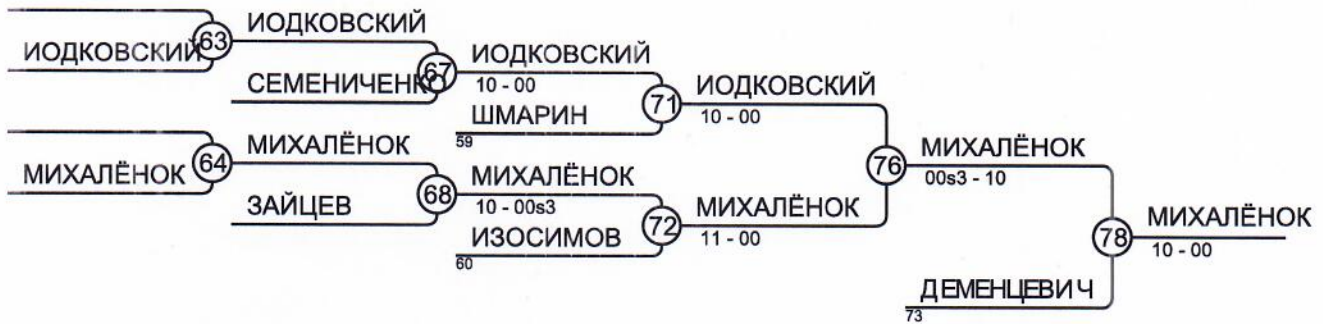 ИОДКОВСКИЙ
63
ИОДКОВСКИЙ
СЕМЕНИЧЕНКО
67
ИОДКОВСКИЙ
10 - 00
ШМАРИН
59
71
ИОДКОВСКИЙ
10 - 00
МИХАЛЁНОК
64
МИХАЛЁНОК
ЗАЙЦЕВ
68
МИХАЛЁНОК
10 - 00s3
ИЗОСИМОВ
60
72
МИХАЛЁНОК
11 - 00
76
МИХАЛЁНОК
00s3 - 10
ДЕМЕНЦЕВИЧ
73
78
МИХАЛЁНОК
10 - 00